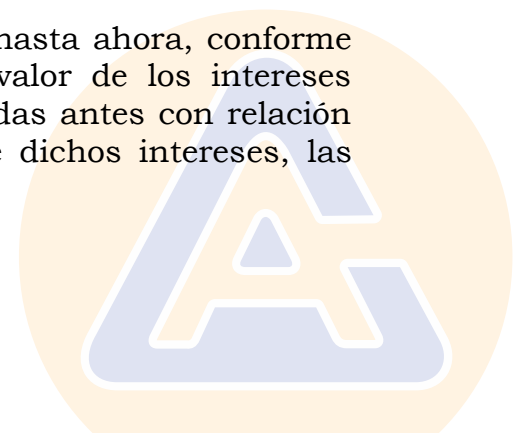 hasta ahora, conforme
valor de los intereses
das antes con relación
dichos intereses, las